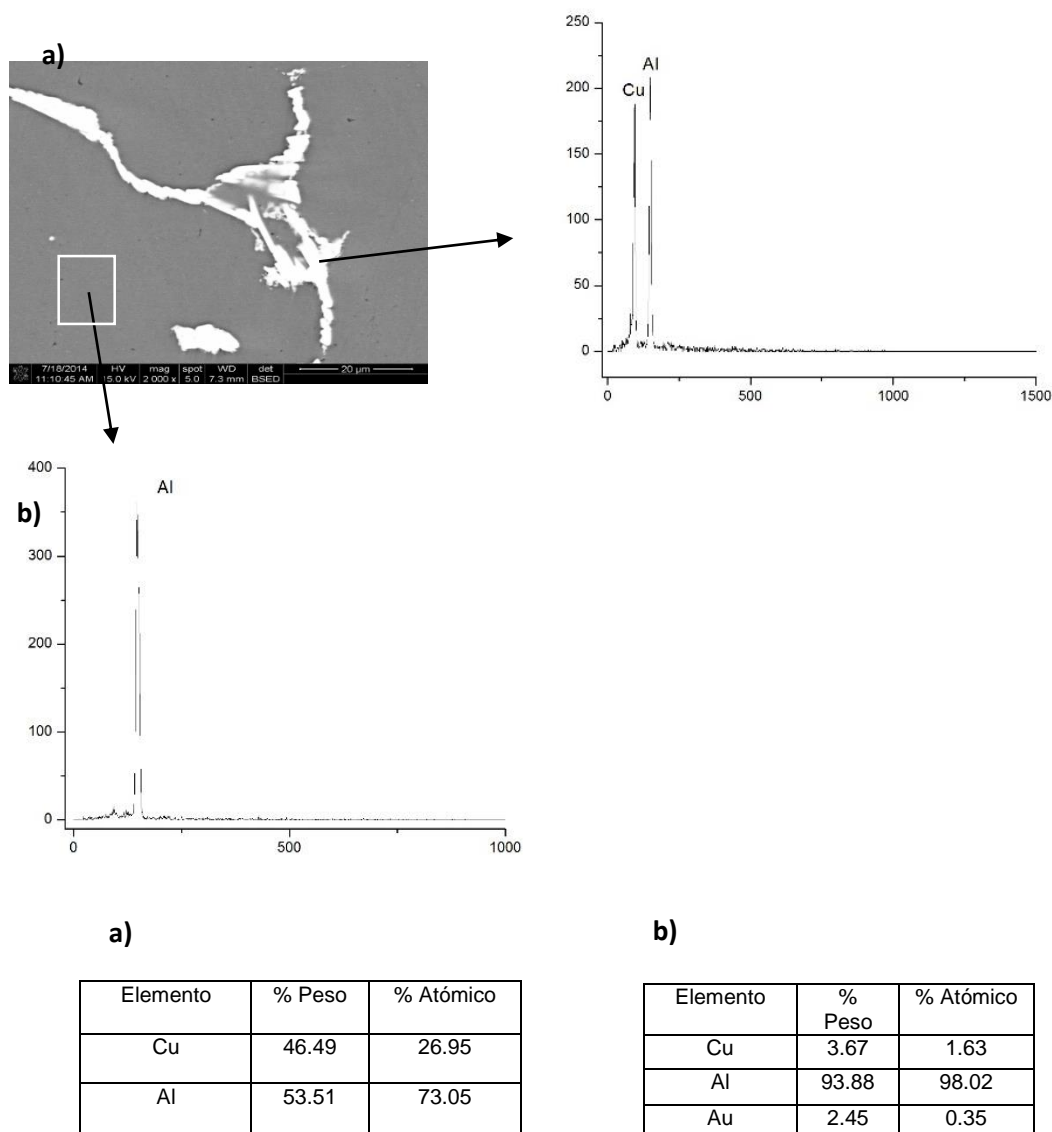 a)
7/18/2014 HV mag spot WD det
11:10:45 AM 15.0 kV 2 000 x 5.0 7.3 mm BSED 20 µm
250
200
150
100
50
0
Cu
Al
0 500 1000 1500
b)
400
300
200
100
0
Al
0 500 1000
a)
Elemento % Peso % Atómico
Cu 46.49 26.95
Al 53.51 73.05
b)
Elemento % Peso % Atómico
Cu 3.67 1.63
Al 93.88 98.02
Au 2.45 0.35